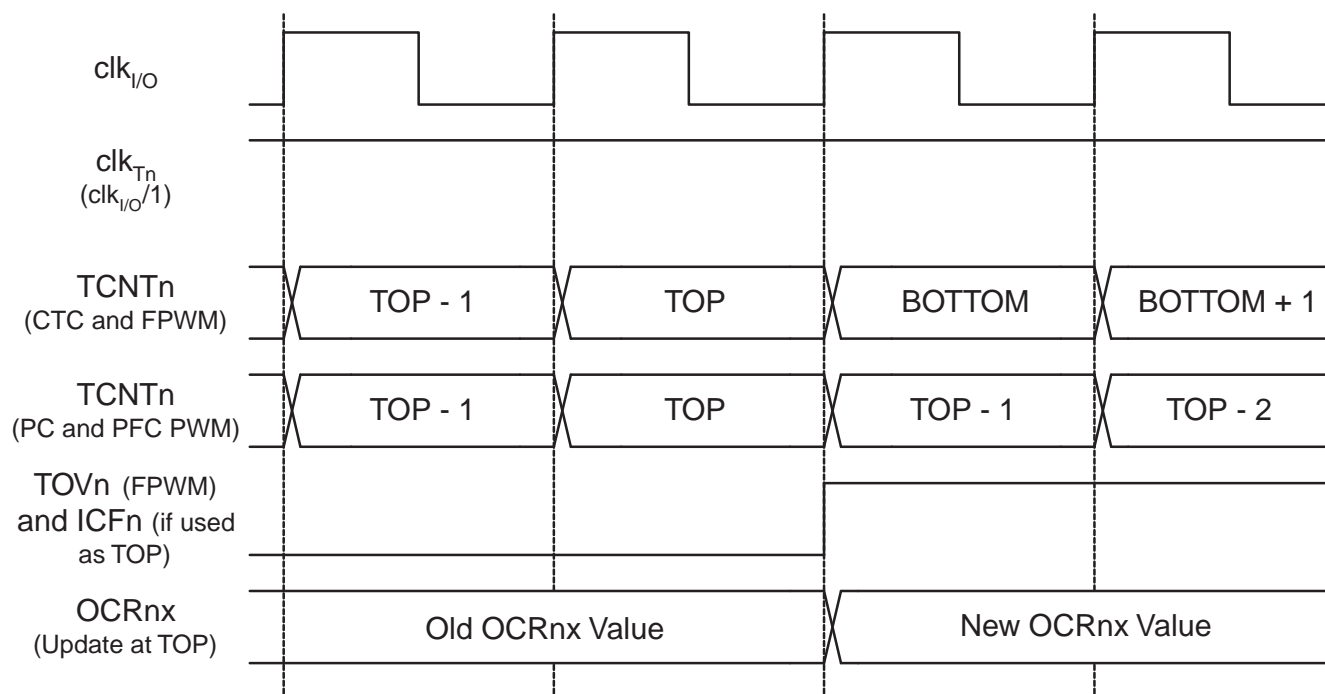 clkI/O
clkTn
(clkI/O/1)
TCNTn
(CTC and FPWM)
TOP - 1 TOP BOTTOM BOTTOM + 1
TCNTn
(PC and PFC PWM)
TOP - 1 TOP TOP - 1 TOP - 2
TOVn (FPWM)
and ICFn (if used
as TOP)
OCRnx
(Update at TOP)
Old OCRnx Value New OCRnx Value